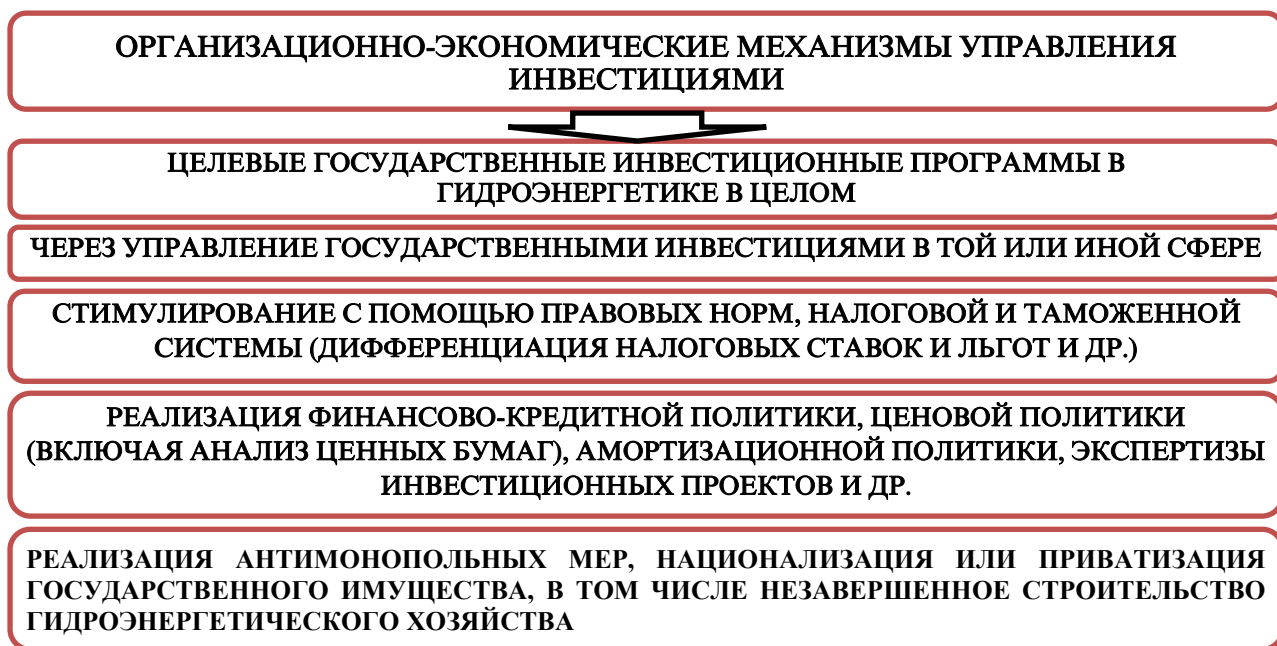 ОРГАНИЗАЦИОННО-ЭКОНОМИЧЕСКИЕ МЕХАНИЗМЫ УПРАВЛЕНИЯ
ИНВЕСТИЦИЯМИ
ЦЕЛЕВЫЕ ГОСУДАРСТВЕННЫЕ ИНВЕСТИЦИОННЫЕ ПРОГРАММЫ В
ГИДРОЭНЕРГЕТИКЕ В ЦЕЛОМ
ЧЕРЕЗ УПРАВЛЕНИЕ ГОСУДАРСТВЕННЫМИ ИНВЕСТИЦИЯМИ В ТОЙ ИЛИ ИНОЙ СФЕРЕ
СТИМУЛИРОВАНИЕ С ПОМОЩЬЮ ПРАВОВЫХ НОРМ, НАЛОГОВОЙ И ТАМОЖЕННОЙ
СИСТЕМЫ (ДИФФЕРЕНЦИАЦИЯ НАЛОГОВЫХ СТАВОК И ЛЬГОТ И ДР.)
РЕАЛИЗАЦИЯ ФИНАНСОВО-КРЕДИТНОЙ ПОЛИТИКИ, ЦЕНОВОЙ ПОЛИТИКИ
(ВКЛЮЧАЯ АНАЛИЗ ЦЕННЫХ БУМАГ), АМОРТИЗАЦИОННОЙ ПОЛИТИКИ, ЭКСПЕРТИЗЫ
ИНВЕСТИЦИОННЫХ ПРОЕКТОВ И ДР.
РЕАЛИЗАЦИЯ АНТИМОНОПОЛЬНЫХ МЕР, НАЦИОНАЛИЗАЦИЯ ИЛИ ПРИВАТИЗАЦИЯ
ГОСУДАРСТВЕННОГО ИМУЩЕСТВА, В ТОМ ЧИСЛЕ НЕЗАВЕРШЕННОЕ СТРОИТЕЛЬСТВО
ГИДРОЭНЕРГЕТИЧЕСКОГО ХОЗЯЙСТВА